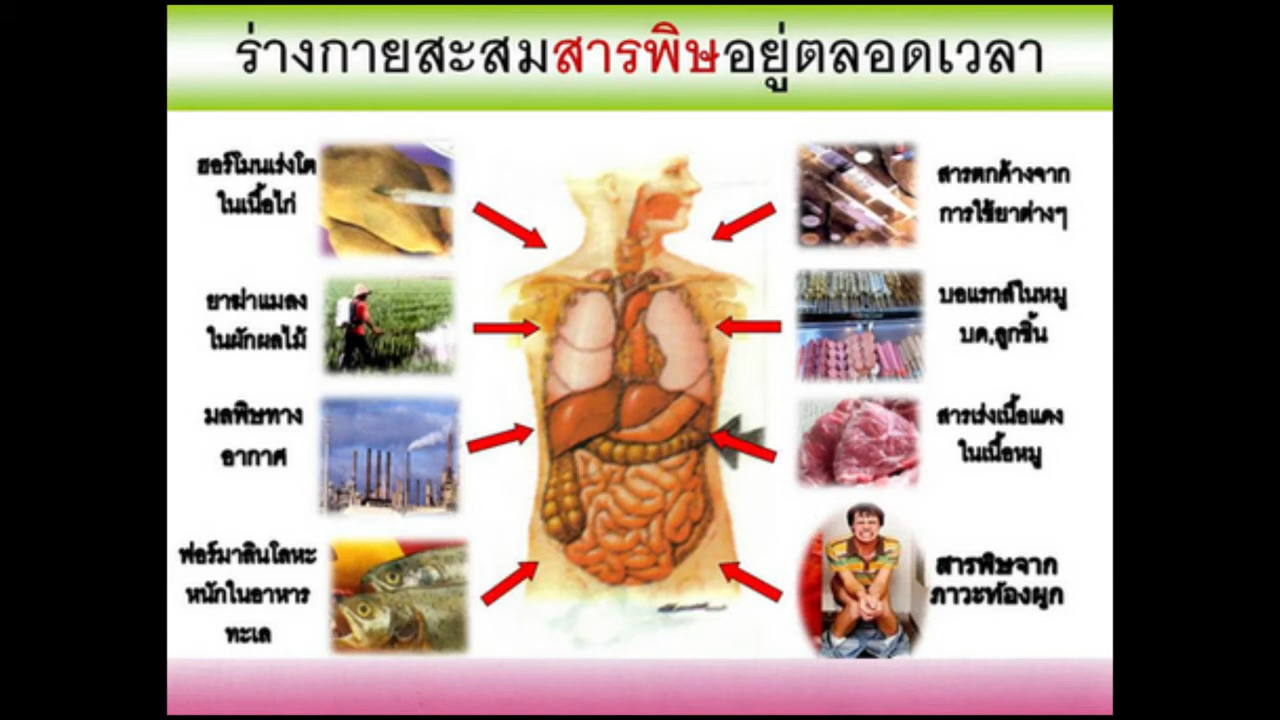 ร่างกายสะสมสารพิษอยู่ตลอดเวลา
ฮอร์โมนเร่งโต
ในเนื้อไก่
ยาฆ่าแมลง
ในผักผลไม้
มลพิษทาง
อากาศ
ฟอร์มาลินโลหะ
หนักในอาหาร
ทะเล
สารตกค้างจาก
การใช้ยาต่างๆ
บอแรกส์ในหมู
บด,ลูกชิ้น
สารเร่งเนื้อแดง
ในเนื้อหมู
สารพิษจาก
ภาวะท้องผูก